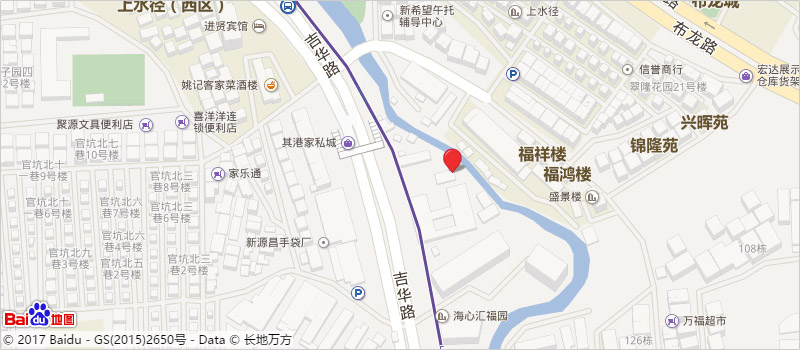 上水径（西区）
进贤宾馆
吉华路
新希望午托
辅导中心
上水径
布龙城
布龙路
宏达展示
仓库货架
信誉商行
翠隆花园21号楼
兴晖苑
锦隆苑
子园四
2号楼
姚记客家菜酒楼
聚源文具便利店
喜洋洋连
锁便利店
其港家私城
官坑北七
巷10号楼
官坑北十
一巷9号楼
官坑北三
巷8号楼
家乐通
福祥楼
福鸿楼
盛景楼
官坑北十
一巷6号
官坑北六
巷7号楼
官坑北三
巷6号楼
官坑北六
巷4号楼
官坑北九
巷3号楼
官坑北五
巷2号楼
官坑北三
巷2号楼
新源昌手袋厂
吉华路
108栋
海心汇福园
万福超市
126栋
Bai du 地图
© 2017 Baidu - GS(2015)2650号 - Data © 长地万方